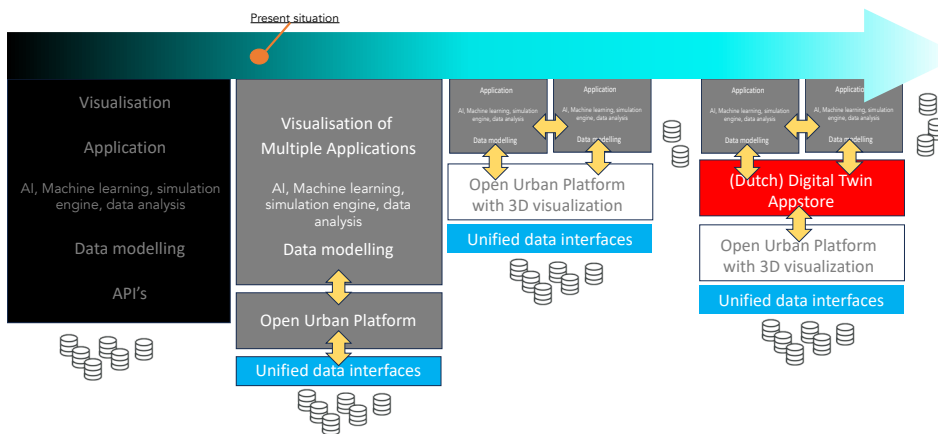 Present situation
Visualisation
Application
AI, Machine learning, simulation
engine, data analysis
Data modelling
API's
Visualisation of
Multiple Applications
AI, Machine learning,
simulation engine, data
analysis
Data modelling
Open Urban Platform
Unified data interfaces
Application
AI, Machine learning, simulation
engine, data analysis
Data modelling
Application
AI, Machine learning, simulation
engine, data analysis
Data modelling
Open Urban Platform
with 3D visualization
Unified data interfaces
Application
AI, Machine learning, simulation
engine, data analysis
Data modelling
Application
AI, Machine learning, simulation
engine, data analysis
Data modelling
(Dutch) Digital Twin
Appstore
Open Urban Platform
with 3D visualization
Unified data interfaces